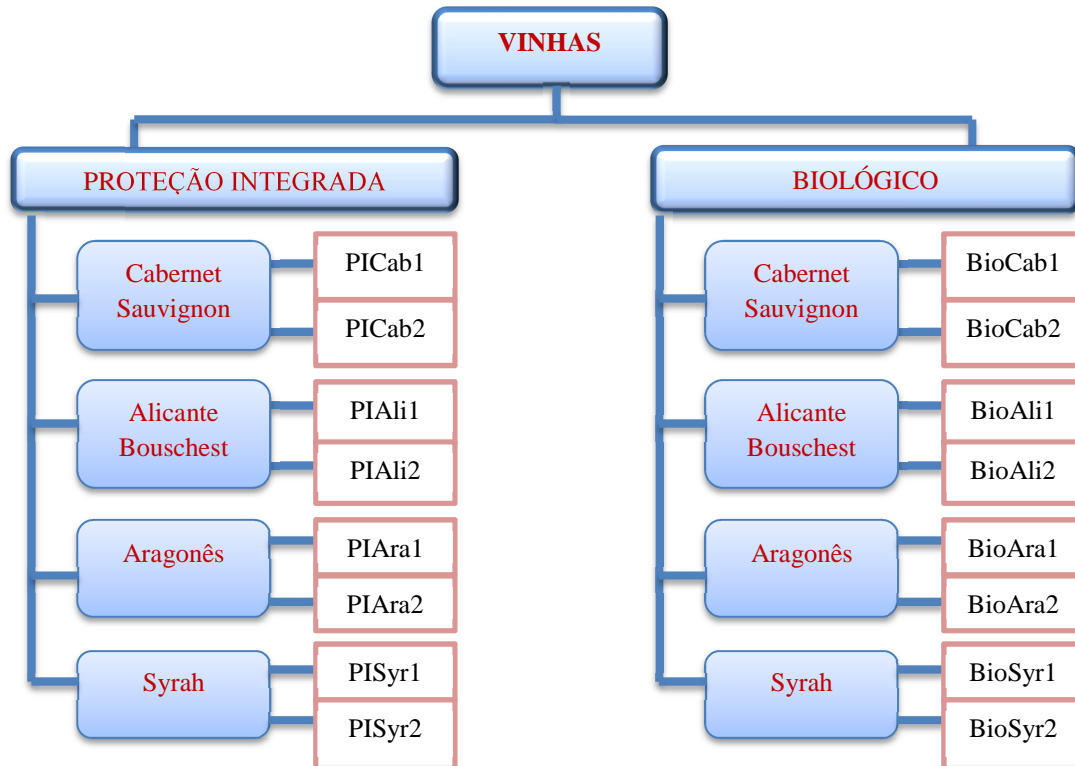 VINHAS
PROTEÇÃO INTEGRADA
Cabernet
Sauvignon
PICab1
PICab2
Alicante
Bouschest
PIAli1
PIAli2
Aragonês
PIAra1
PIAra2
Syrah
PISyr1
PISyr2
BIOLÓGICO
Cabernet
Sauvignon
BioCab1
BioCab2
Alicante
Bouschest
BioAli1
BioAli2
Aragonês
BioAra1
BioAra2
Syrah
BioSyr1
BioSyr2